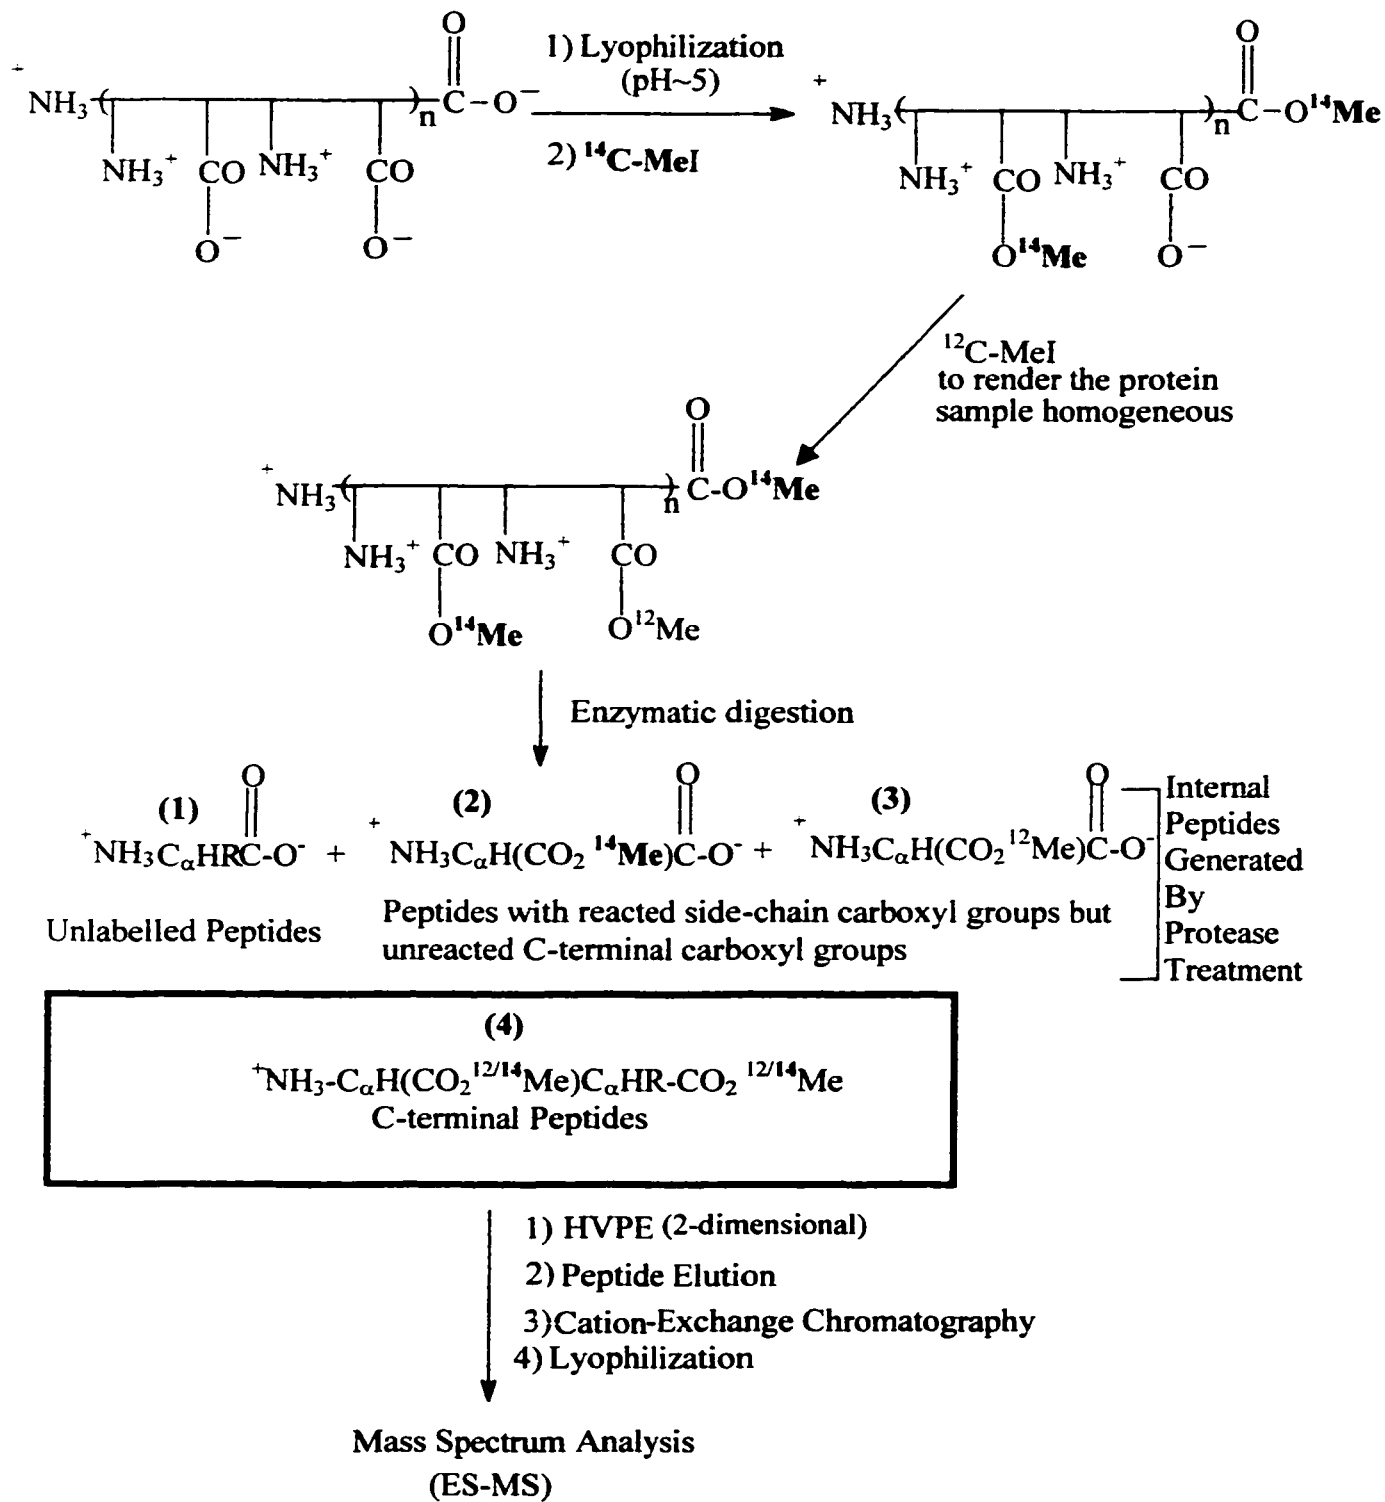 O
1) Lyophilization
(pH~5)
2) ¹⁴C-MeI
⁺NH₃( )ₙ C–O⁻
NH₃⁺ CO NH₃⁺ CO
O⁻ O⁻
O
⁺NH₃( )ₙ C–O¹⁴Me
NH₃⁺ CO NH₃⁺ CO
O¹⁴Me O⁻
¹²C-MeI
to render the protein
sample homogeneous
O
⁺NH₃( )ₙ C-O¹⁴Me
NH₃⁺ CO NH₃⁺ CO
O¹⁴Me O¹²Me
Enzymatic digestion
O O O
(1) (2) (3)
⁺NH₃CαHRC-O⁻ + ⁺NH₃CαH(CO₂ ¹⁴Me)C-O⁻ + ⁺NH₃CαH(CO₂¹²Me)C-O⁻
Unlabelled Peptides
Peptides with reacted side-chain carboxyl groups but
unreacted C-terminal carboxyl groups
Internal
Peptides
Generated
By
Protease
Treatment
(4)
⁺NH₃-CαH(CO₂¹²/¹⁴Me)CαHR-CO₂ ¹²/¹⁴Me
C-terminal Peptides
1) HVPE (2-dimensional)
2) Peptide Elution
3)Cation-Exchange Chromatography
4) Lyophilization
Mass Spectrum Analysis
(ES-MS)